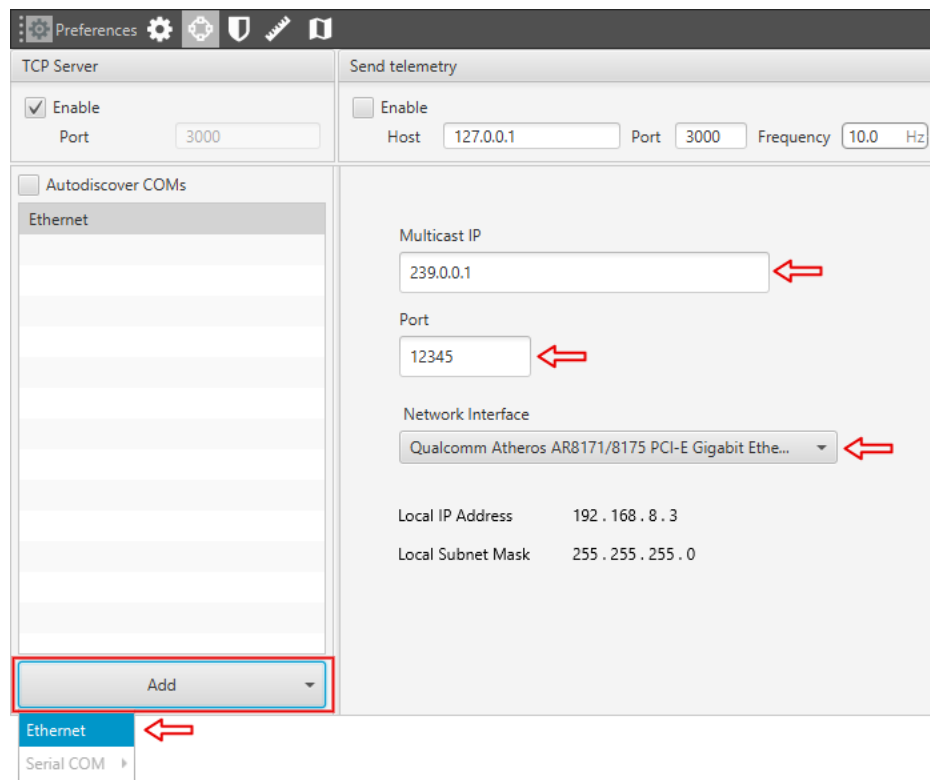 Preferences
TCP Server
Send telemetry
Enable
Port 3000
Enable
Host 127.0.0.1 Port 3000 Frequency 10.0 Hz
Autodiscover COMs
Ethernet
Multicast IP
239.0.0.1
Port
12345
Network Interface
Qualcomm Atheros AR8171/8175 PCI-E Gigabit Ethe...
Local IP Address 192 . 168 . 8 . 3
Local Subnet Mask 255 . 255 . 255 . 0
Add
Ethernet
Serial COM